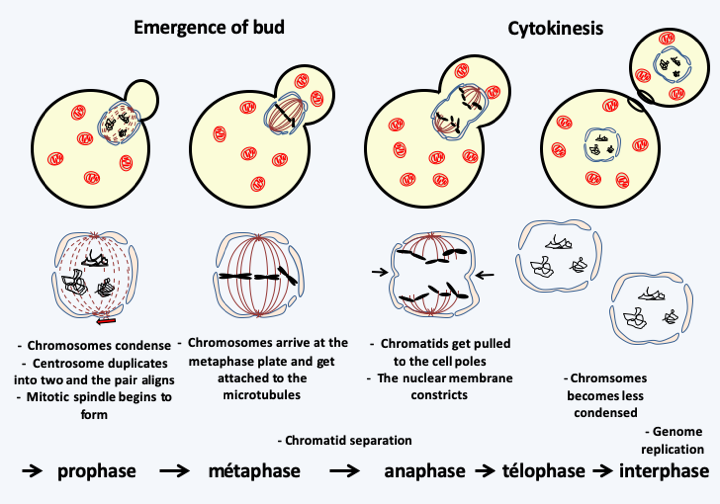 Emergence of bud
Cytokinesis
- Chromosomes condense
- Centrosome duplicates
into two and the pair aligns
- Mitotic spindle begins to
form
- Chromosomes arrive at the
metaphase plate and get
attached to the
microtubules
- Chromatids get pulled
to the cell poles
- The nuclear membrane
constricts
- Chromsomes
becomes less
condensed
- Genome
replication
- Chromatid separation
prophase
métaphase
anaphase
télophase
interphase